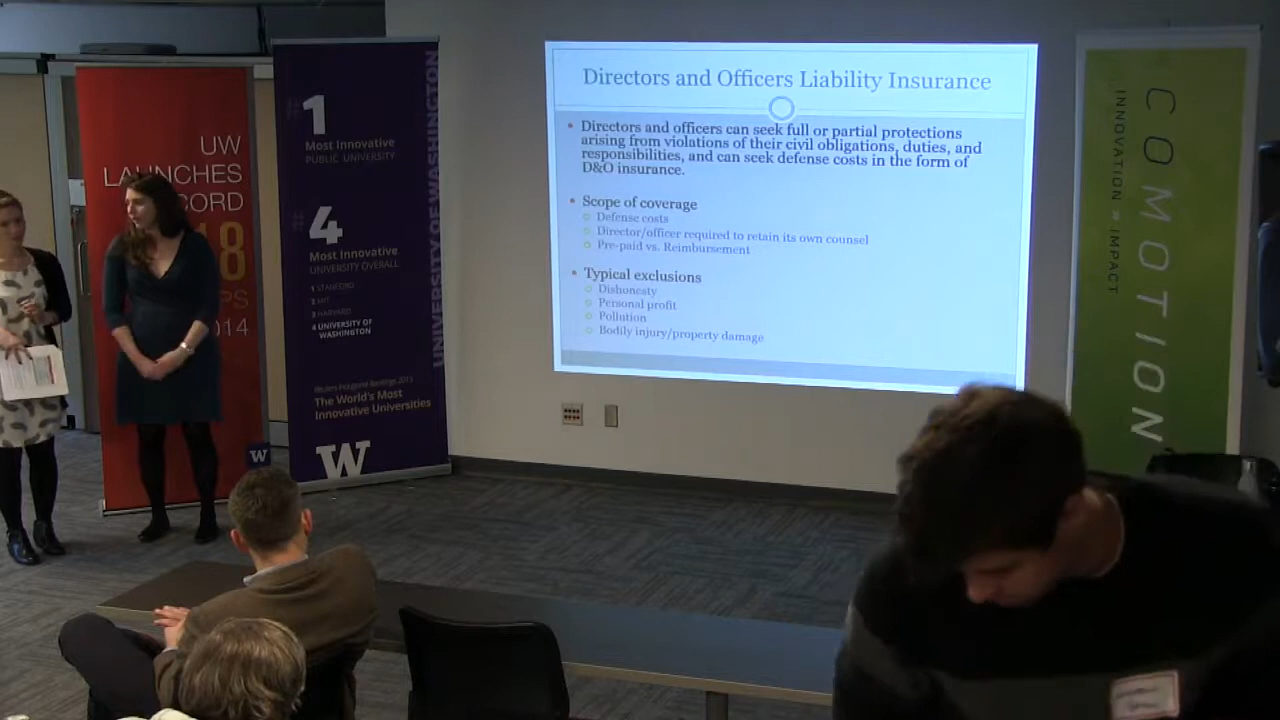 UW
LAUNCHES
18
2014
#1
Most Innovative
PUBLIC UNIVERSITY
#4
Most Innovative
UNIVERSITY OVERALL
1 STANFORD
2 MIT
3 HARVARD
4 UNIVERSITY OF
WASHINGTON
Reuters
Rankings 2015
The World's Most
Innovative Universities
W
UNIVERSITY OF WASHINGTON
W
Directors and Officers Liability Insurance
• Directors and officers can seek full or partial protections
arising from violations of their civil obligations, duties, and
responsibilities, and can seek defense costs in the form of
D&O insurance.
• Scope of coverage
Defense costs
Director/officer required to retain its own counsel
Pre-paid vs. Reimbursement
• Typical exclusions
Dishonesty
Personal profit
Pollution
Bodily injury/property damage
COMOTION
INNOVATION » IMPACT